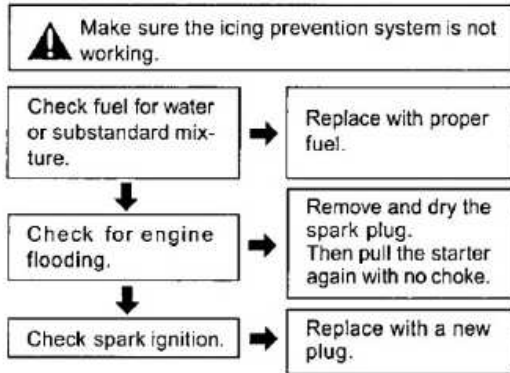 Make sure the icing prevention system is not
working.
Check fuel for water
or substandard mix-
ture.
Replace with proper
fuel.
Check for engine
flooding.
Remove and dry the
spark plug.
Then pull the starter
again with no choke.
Check spark ignition.
Replace with a new
plug.